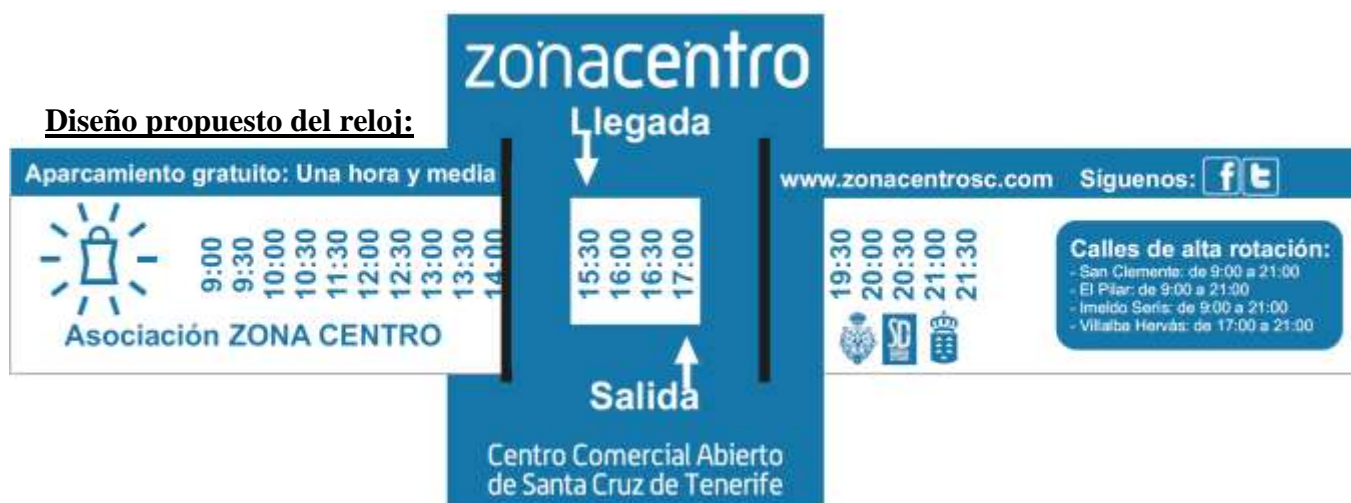 zonacentro
Diseño propuesto del reloj:
Llegada
Aparcamiento gratuito: Una hora y media
www.zonacentrosc.com Síguenos: f t
9:00
9:30
10:00
10:30
11:30
12:00
12:30
13:00
13:30
14:00
15:30
16:00
16:30
17:00
19:30
20:00
20:30
21:00
21:30
Calles de alta rotación:
- San Clemente: de 9:00 a 21:00
- El Pilar: de 9:00 a 21:00
- Imeldo Serís: de 9:00 a 21:00
- Villalba Hervás: de 17:00 a 21:00
Asociación ZONA CENTRO
SD
Salida
Centro Comercial Abierto
de Santa Cruz de Tenerife